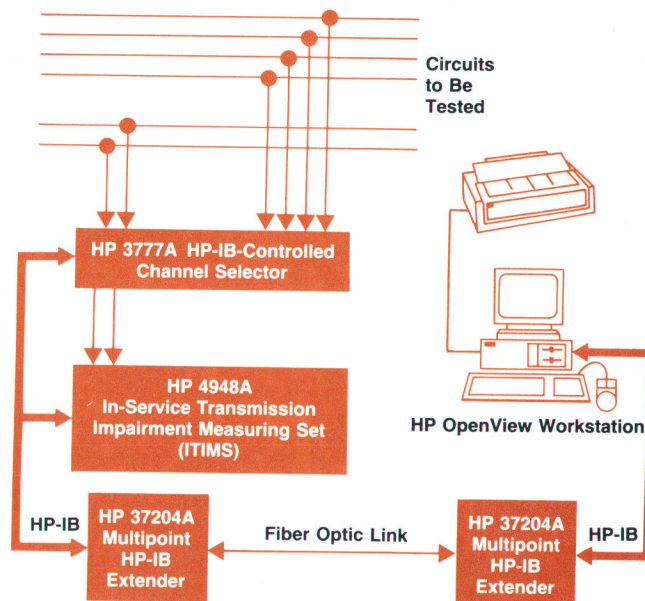 Circuits
to Be
Tested
HP 3777A HP-IB-Controlled
Channel Selector
HP 4948A
In-Service Transmission
Impairment Measuring Set
(ITIMS)
HP OpenView Workstation
HP-IB
HP 37204A
Multipoint
HP-IB
Extender
Fiber Optic Link
HP 37204A
Multipoint
HP-IB
Extender
HP-IB